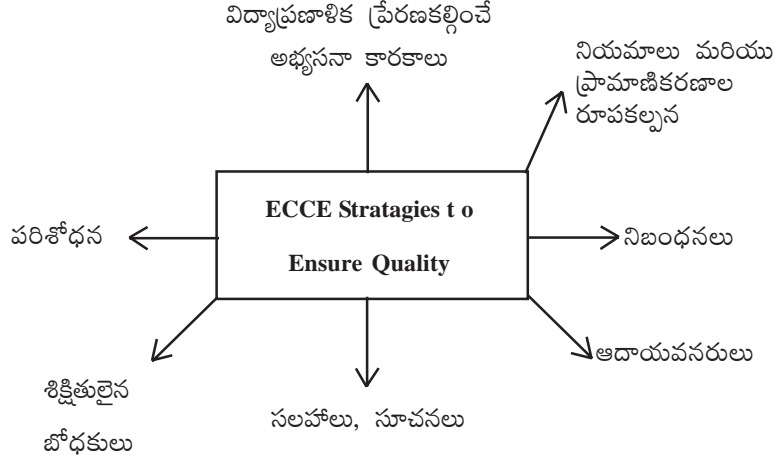 విద్యాప్రణాళిక ప్రేరణకల్గించే
అభ్యసనా కారకాలు
నియమాలు మరియు
ప్రామాణికరణాల
రూపకల్పన
ECCE Stratagies t o
Ensure Quality
పరిశోధన
నిబంధనలు
ఆదాయవనరులు
శిక్షితులైన
బోధకులు
సలహాలు, సూచనలు